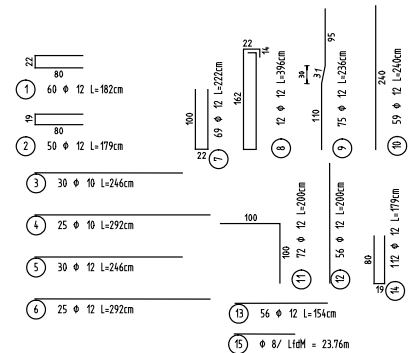 22
80
1 60 Φ 12 L=182cm
19
80
2 50 Φ 12 L=179cm
3 30 Φ 10 L=246cm
4 25 Φ 10 L=292cm
5 30 Φ 12 L=246cm
6 25 Φ 12 L=292cm
100
22
7 69 Φ 12 L=222cm
22
14
162
8 12 Φ 12 L=396cm
95
30
31
110
9 75 Φ 12 L=236cm
240
10 59 Φ 12 L=240cm
100
100
11 72 Φ 12 L=200cm
12 56 Φ 12 L=200cm
13 56 Φ 12 L=154cm
80
19
14 112 Φ 12 L=179cm
15 Φ 8/ LfdM = 23.76m